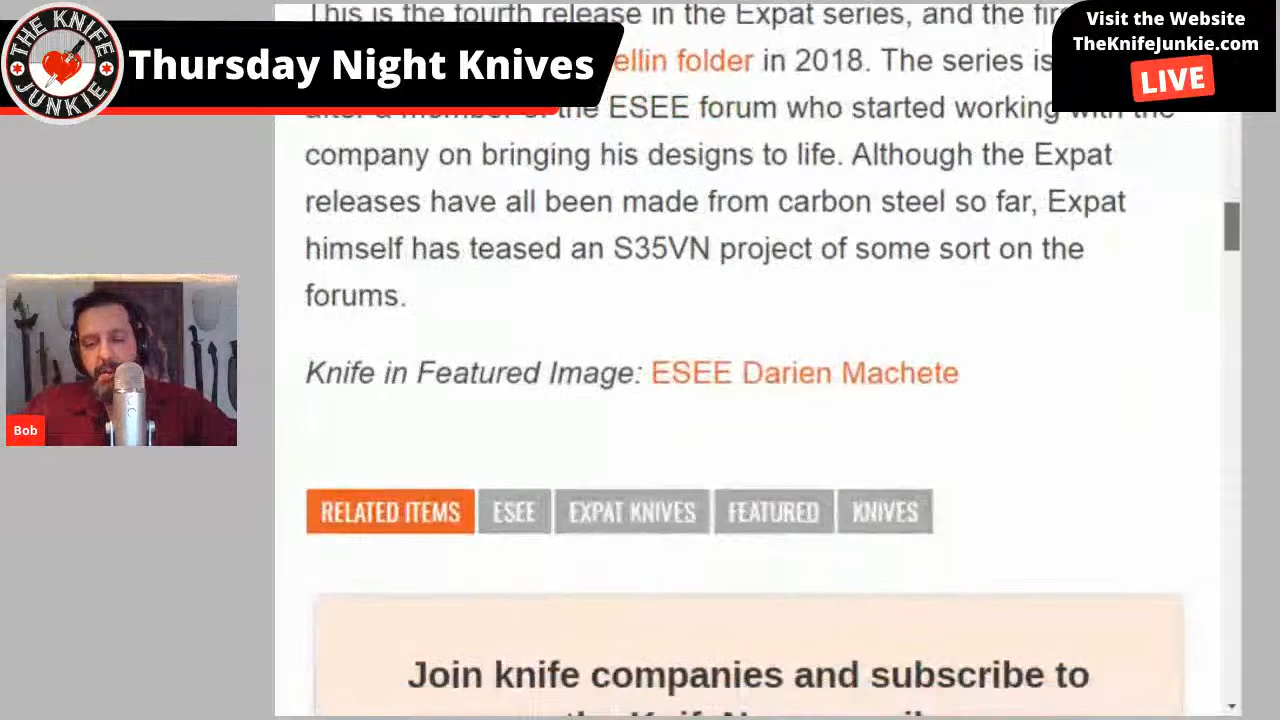 THE KNIFE
JUNKIE
Thursday Night Knives
Visit the Website
TheKnifeJunkie.com
LIVE
This is the fourth release in the Expat series, and the
ellin folder in 2018. The series is
the ESEE forum who started working with the
company on bringing his designs to life. Although the Expat
releases have all been made from carbon steel so far, Expat
himself has teased an S35VN project of some sort on the
forums.
Knife in Featured Image: ESEE Darien Machete
Bob
RELATED ITEMS ESEE EXPAT KNIVES FEATURED KNIVES
Join knife companies and subscribe to